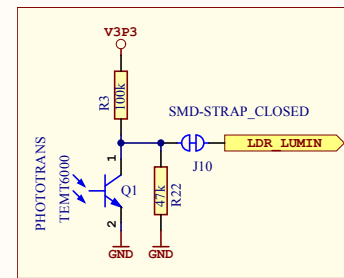 V3P3
R3
100k
SMD-STRAP_CLOSED
LDR_LUMIN
J10
PHOTOTRANS
TEMT6000
1
Q1
2
47k
R22
GND
GND